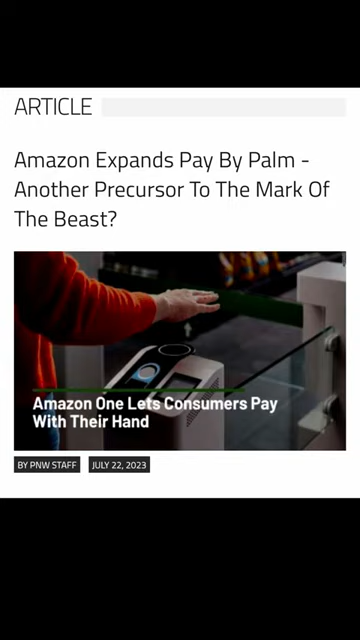 ARTICLE
Amazon Expands Pay By Palm -
Another Precursor To The Mark Of
The Beast?
Amazon One Lets Consumers Pay
With Their Hand
BY PNW STAFF JULY 22, 2023